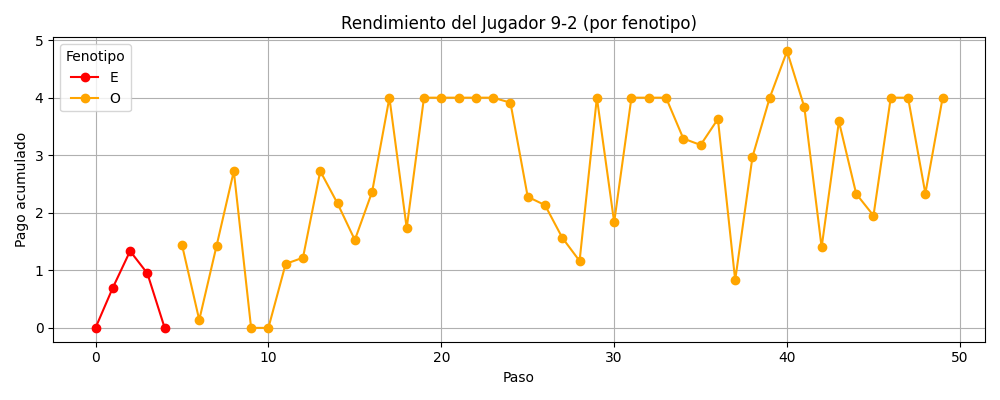 Rendimiento del Jugador 9-2 (por fenotipo)
Fenotipo
E
O
Pago acumulado
5
4
3
2
1
0
0 10 20 30 40 50
Paso